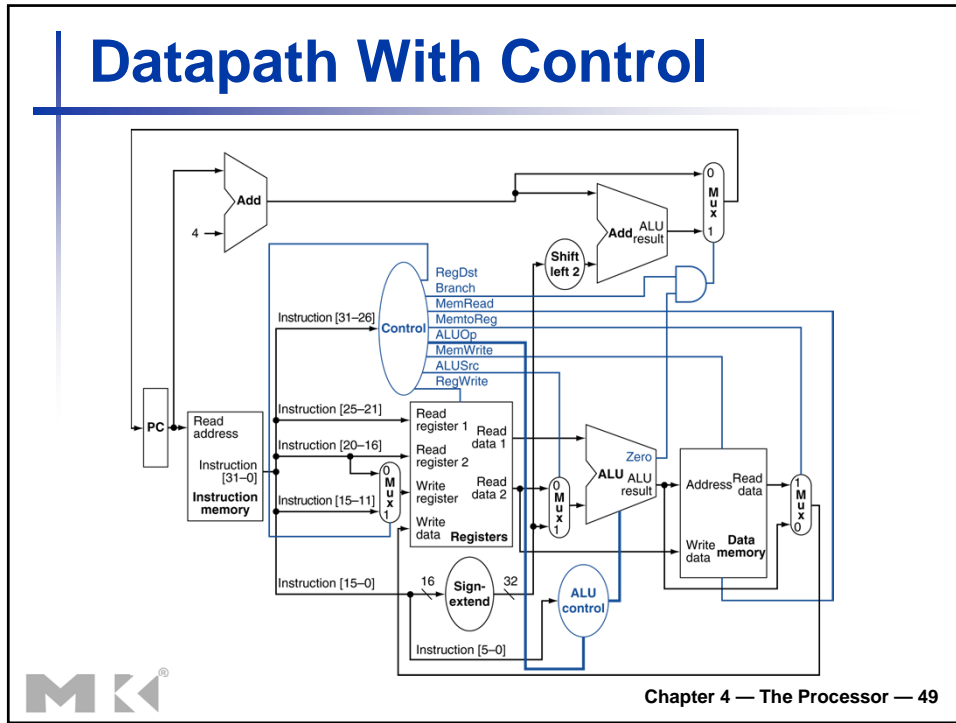 Datapath With Control
0
M
u
x
1
Add
4
Add ALU
result
Shift
left 2
RegDst
Branch
MemRead
MemtoReg
ALUOp
MemWrite
ALUSrc
RegWrite
Instruction [31–26]
Control
PC
Read
address
Instruction
[31–0]
Instruction
memory
Instruction [25–21]
Instruction [20–16]
Instruction [15–11]
0
M
u
x
1
Read
register 1
Read
data 1
Read
register 2
Write
register
Read
data 2
Write
data
Registers
0
M
u
x
1
Zero
ALU ALU
result
Address
Read
data
Write
data
Data
memory
1
M
u
x
0
Instruction [15–0]
16
Sign-
extend
32
ALU
control
Instruction [5–0]
MK®
Chapter 4 — The Processor — 49